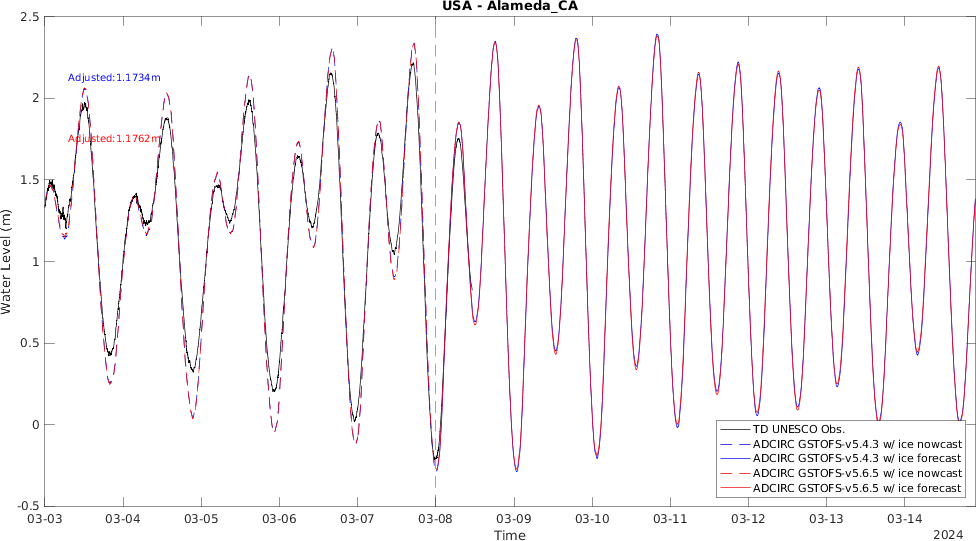 USA - Alameda_CA
2.5
2
1.5
1
0.5
0
-0.5
Water Level (m)
Adjusted:1.1734m
Adjusted:1.1762m
TD UNESCO Obs.
ADCIRC GSTOFS-v5.4.3 w/ ice nowcast
ADCIRC GSTOFS-v5.4.3 w/ ice forecast
ADCIRC GSTOFS-v5.6.5 w/ ice nowcast
ADCIRC GSTOFS-v5.6.5 w/ ice forecast
03-03 03-04 03-05 03-06 03-07 03-08 03-09 03-10 03-11 03-12 03-13 03-14
Time
2024